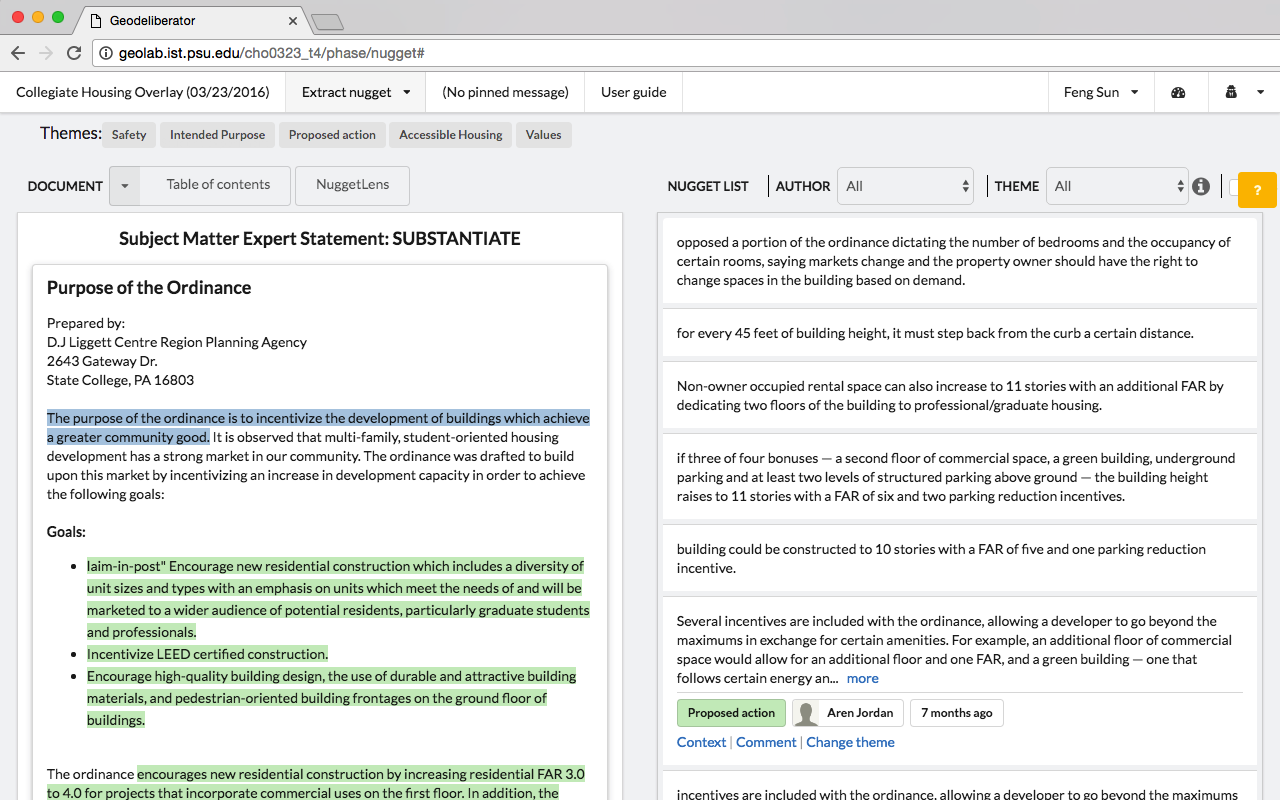 Geodeliberator
geolab.ist.psu.edu/cho0323_t4/phase/nugget#
Collegiate Housing Overlay (03/23/2016)
Extract nugget
(No pinned message)
User guide
Feng Sun
Themes:
Safety
Intended Purpose
Proposed action
Accessible Housing
Values
DOCUMENT
Table of contents
NuggetLens
Subject Matter Expert Statement: SUBSTANTIATE
Purpose of the Ordinance
Prepared by:
D.J Liggett Centre Region Planning Agency
2643 Gateway Dr.
State College, PA 16803
The purpose of the ordinance is to incentivize the development of buildings which achieve
a greater community good. It is observed that multi-family, student-oriented housing
development has a strong market in our community. The ordinance was drafted to build
upon this market by incentivizing an increase in development capacity in order to achieve
the following goals:
Goals:
• laim-in-post" Encourage new residential construction which includes a diversity of
unit sizes and types with an emphasis on units which meet the needs of and will be
marketed to a wider audience of potential residents, particularly graduate students
and professionals.
• Incentivize LEED certified construction.
• Encourage high-quality building design, the use of durable and attractive building
materials, and pedestrian-oriented building frontages on the ground floor of
buildings.
The ordinance encourages new residential construction by increasing residential FAR 3.0
to 4.0 for projects that incorporate commercial uses on the first floor. In addition, the
NUGGET LIST
AUTHOR
All
THEME
All
?
opposed a portion of the ordinance dictating the number of bedrooms and the occupancy of
certain rooms, saying markets change and the property owner should have the right to
change spaces in the building based on demand.
for every 45 feet of building height, it must step back from the curb a certain distance.
Non-owner occupied rental space can also increase to 11 stories with an additional FAR by
dedicating two floors of the building to professional/graduate housing.
if three of four bonuses — a second floor of commercial space, a green building, underground
parking and at least two levels of structured parking above ground — the building height
raises to 11 stories with a FAR of six and two parking reduction incentives.
building could be constructed to 10 stories with a FAR of five and one parking reduction
incentive.
Several incentives are included with the ordinance, allowing a developer to go beyond the
maximums in exchange for certain amenities. For example, an additional floor of commercial
space would allow for an additional floor and one FAR, and a green building — one that
follows certain energy an... more
Proposed action
Aren Jordan
7 months ago
Context | Comment | Change theme
incentives are included with the ordinance, allowing a developer to go beyond the maximums